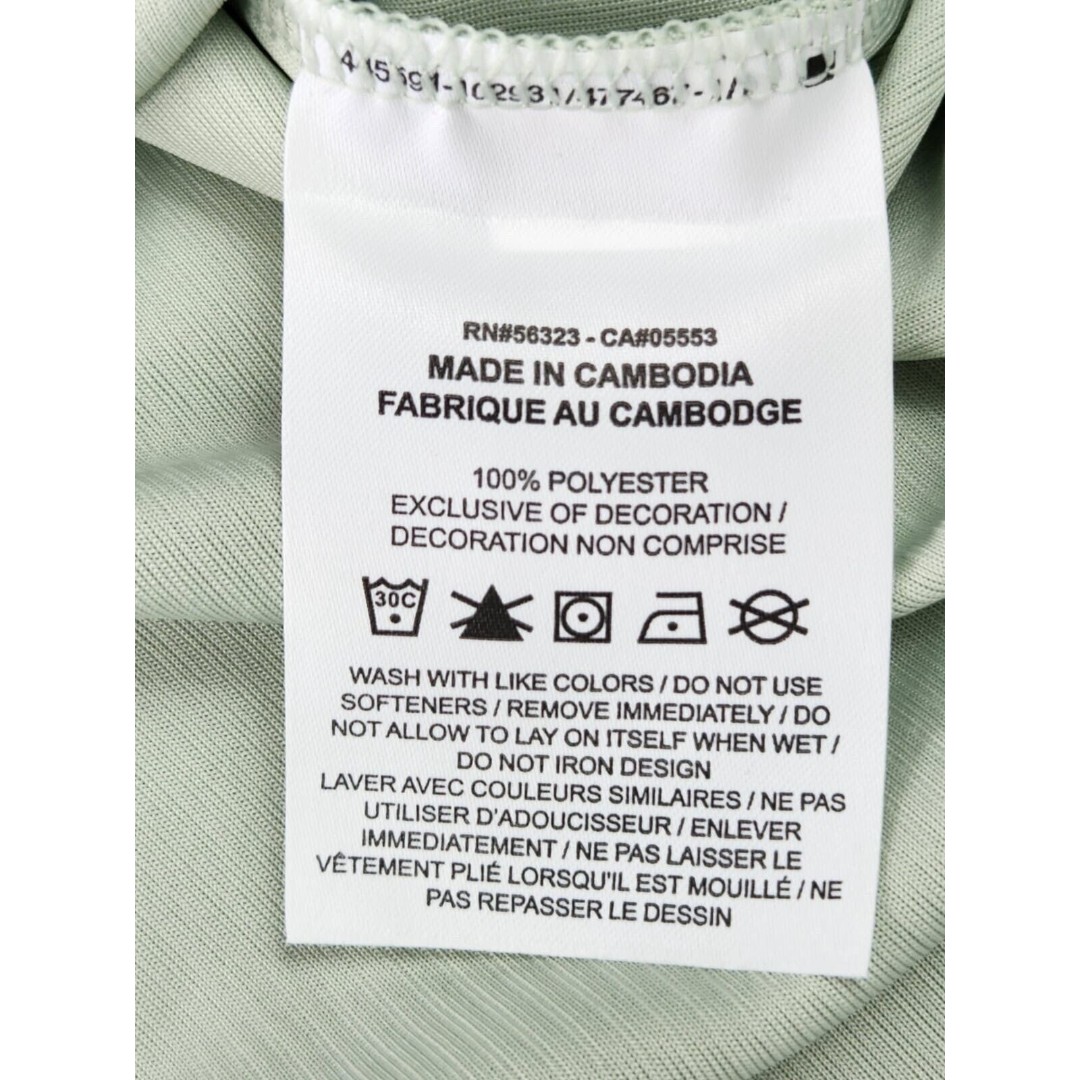 RN#56323 - CA#05553
MADE IN CAMBODIA
FABRIQUE AU CAMBODGE
100% POLYESTER
EXCLUSIVE OF DECORATION /
DECORATION NON COMPRISE
30C
WASH WITH LIKE COLORS / DO NOT USE
SOFTENERS / REMOVE IMMEDIATELY / DO
NOT ALLOW TO LAY ON ITSELF WHEN WET /
DO NOT IRON DESIGN
LAVER AVEC COULEURS SIMILAIRES / NE PAS
UTILISER D'ADOUCISSEUR / ENLEVER
IMMEDIATEMENT / NE PAS LAISSER LE
VÊTEMENT PLIÉ LORSQU'IL EST MOUILLÉ / NE
PAS REPASSER LE DESSIN